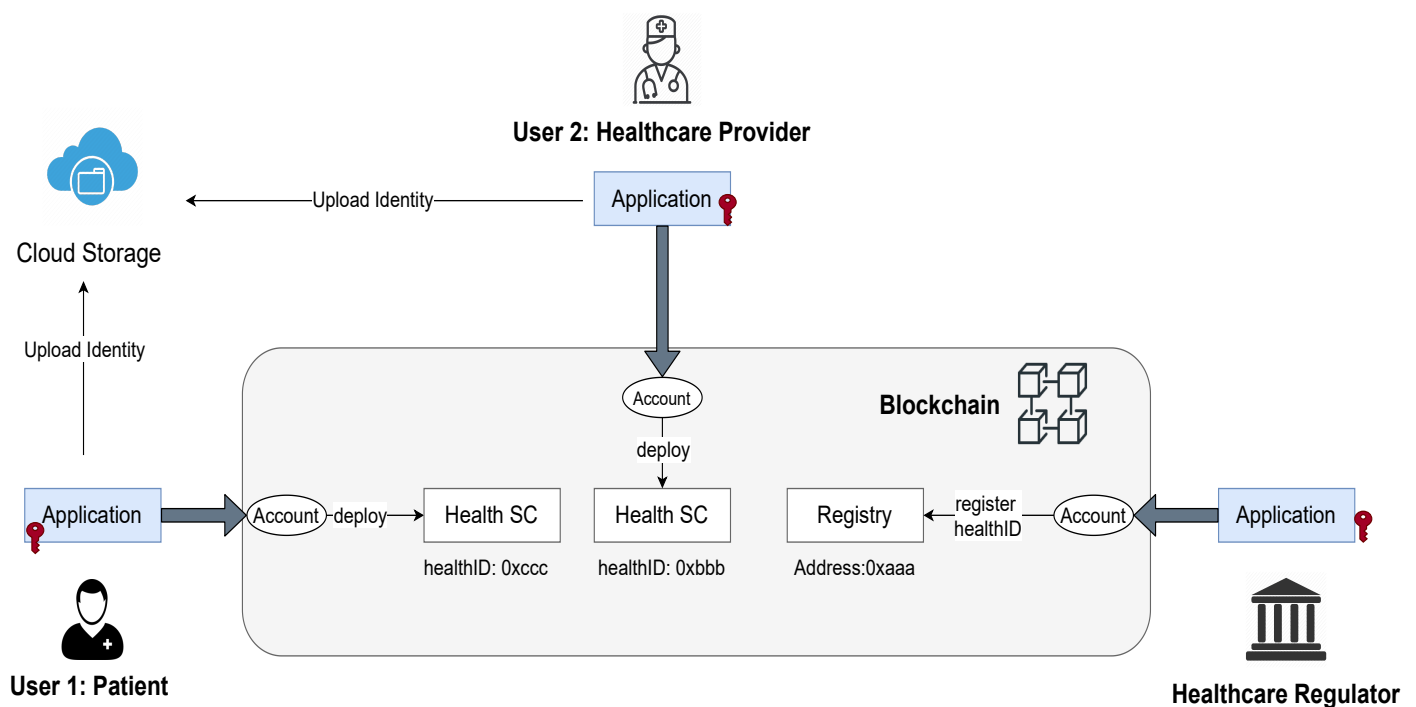 User 2: Healthcare Provider
Application
Upload Identity
Cloud Storage
Upload Identity
Account
Blockchain
deploy
Application
Account
deploy
Health SC
Health SC
Registry
register
healthID
Account
Application
healthID: 0xccc
healthID: 0xbbb
Address:0xaaa
User 1: Patient
Healthcare Regulator